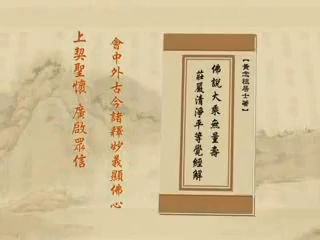 【黃念祖居士著】
佛說大乘無量壽
莊嚴清淨平等覺經解
會中外古今諸釋妙義顯佛心
上契聖懷 廣啟眾信